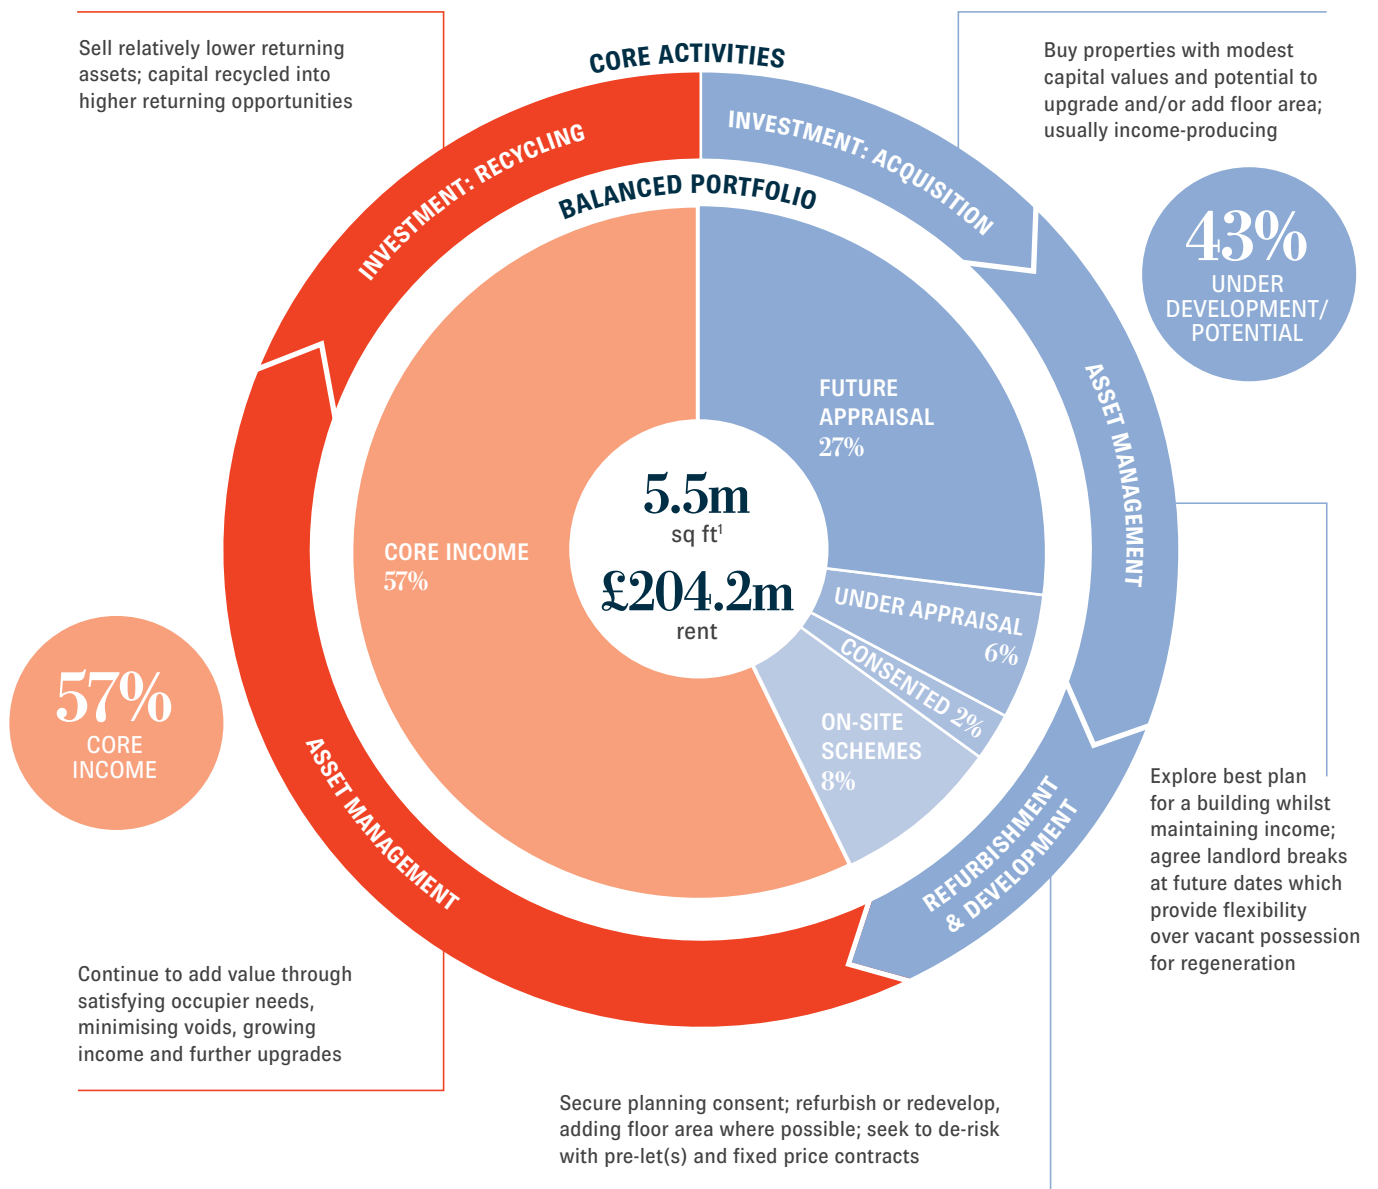 Sell relatively lower returning
assets; capital recycled into
higher returning opportunities
CORE ACTIVITIES
Buy properties with modest
capital values and potential to
upgrade and/or add floor area;
usually income-producing
INVESTMENT: RECYCLING
INVESTMENT: ACQUISITION
BALANCED PORTFOLIO
43%
UNDER
DEVELOPMENT/
POTENTIAL
FUTURE
APPRAISAL
27%
ASSET MANAGEMENT
5.5m
sq ft¹
£204.2m
rent
CORE INCOME
57%
UNDER APPRAISAL
6%
CONSENTED 2%
ON-SITE
SCHEMES
8%
57%
CORE
INCOME
ASSET MANAGEMENT
REFURBISHMENT
& DEVELOPMENT
Explore best plan
for a building whilst
maintaining income;
agree landlord breaks
at future dates which
provide flexibility
over vacant possession
for regeneration
Continue to add value through
satisfying occupier needs,
minimising voids, growing
income and further upgrades
Secure planning consent; refurbish or redevelop,
adding floor area where possible; seek to de-risk
with pre-let(s) and fixed price contracts